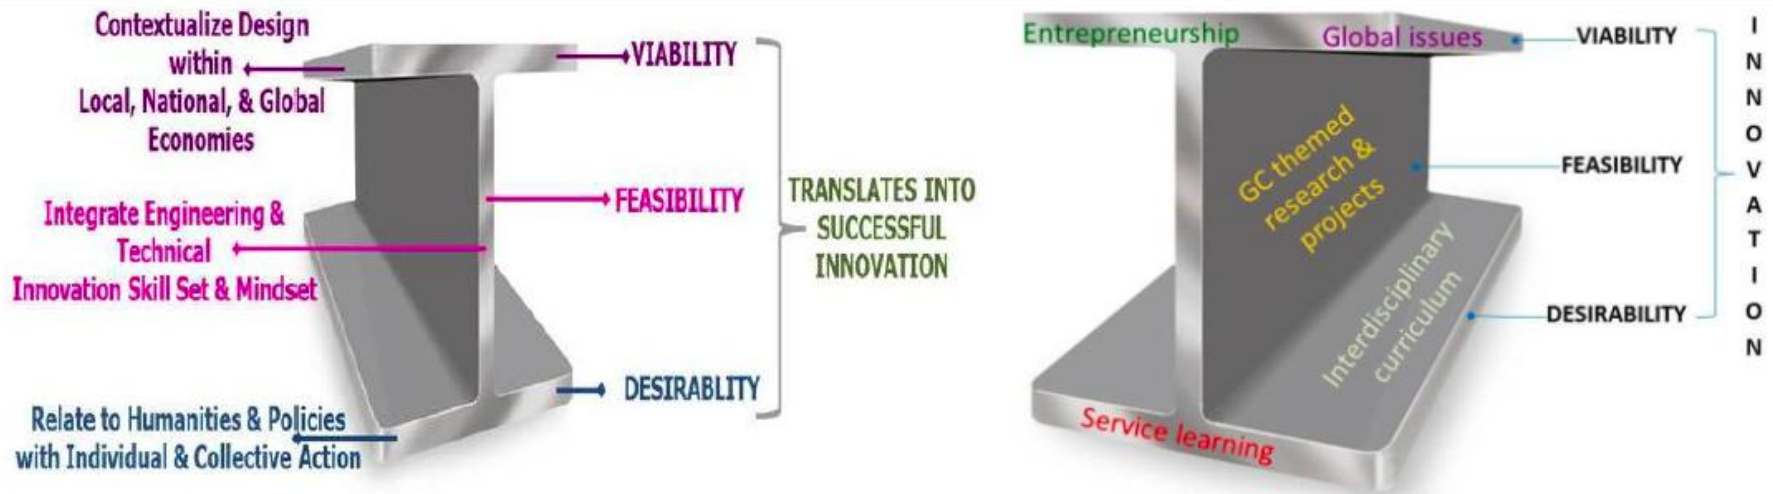 Contextualize Design
within
Local, National, & Global
Economies
VIABILITY
Integrate Engineering &
Technical
Innovation Skill Set & Mindset
FEASIBILITY
Relate to Humanities & Policies
with Individual & Collective Action
DESIRABLITY
TRANSLATES INTO
SUCCESSFUL
INNOVATION
Entrepreneurship
Global issues
GC themed
research &
projects
Interdisciplinary
curriculum
Service learning
VIABILITY
FEASIBILITY
DESIRABILITY
INNOVATION